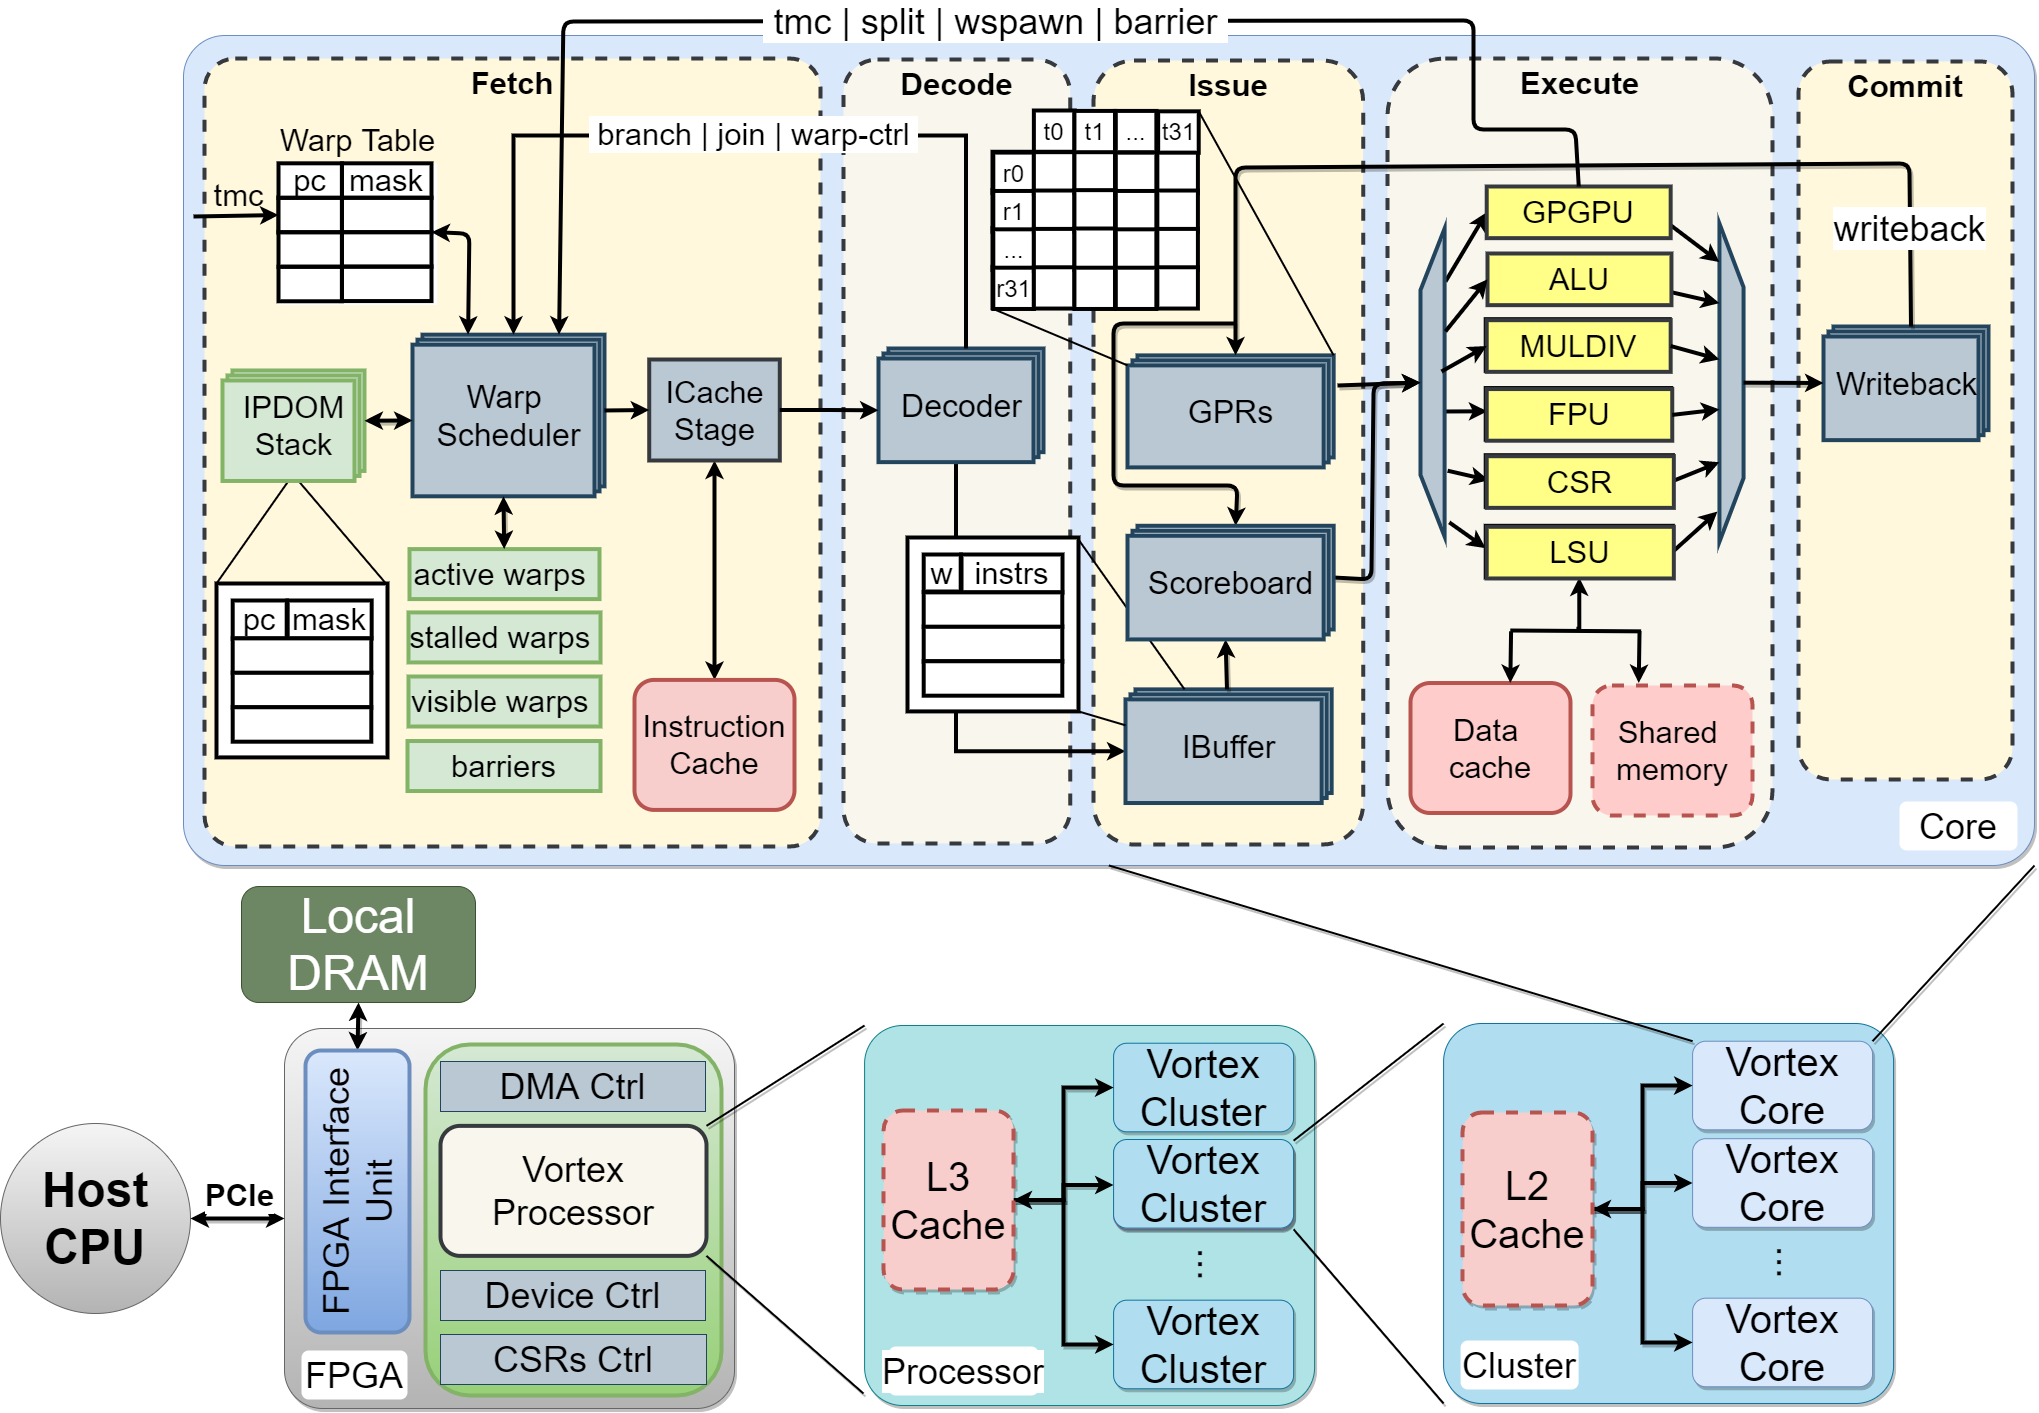 tmc | split | wspawn | barrier
Fetch
Decode
Issue
Execute
Commit
branch | join | warp-ctrl
Warp Table
pc mask
tmc
t0 t1 ... t31
r0
r1
...
r31
GPGPU
ALU
MULDIV
FPU
CSR
LSU
writeback
Writeback
IPDOM
Stack
Warp
Scheduler
ICache
Stage
Decoder
GPRs
Scoreboard
IBuffer
w instrs
pc mask
active warps
stalled warps
visible warps
barriers
Instruction
Cache
Data
cache
Shared
memory
Core
Local
DRAM
Host
CPU
PCIe
FPGA Interface
Unit
DMA Ctrl
Vortex
Processor
Device Ctrl
CSRs Ctrl
FPGA
L3
Cache
Vortex
Cluster
Vortex
Cluster
⋮
Vortex
Cluster
Processor
L2
Cache
Vortex
Core
Vortex
Core
⋮
Vortex
Core
Cluster